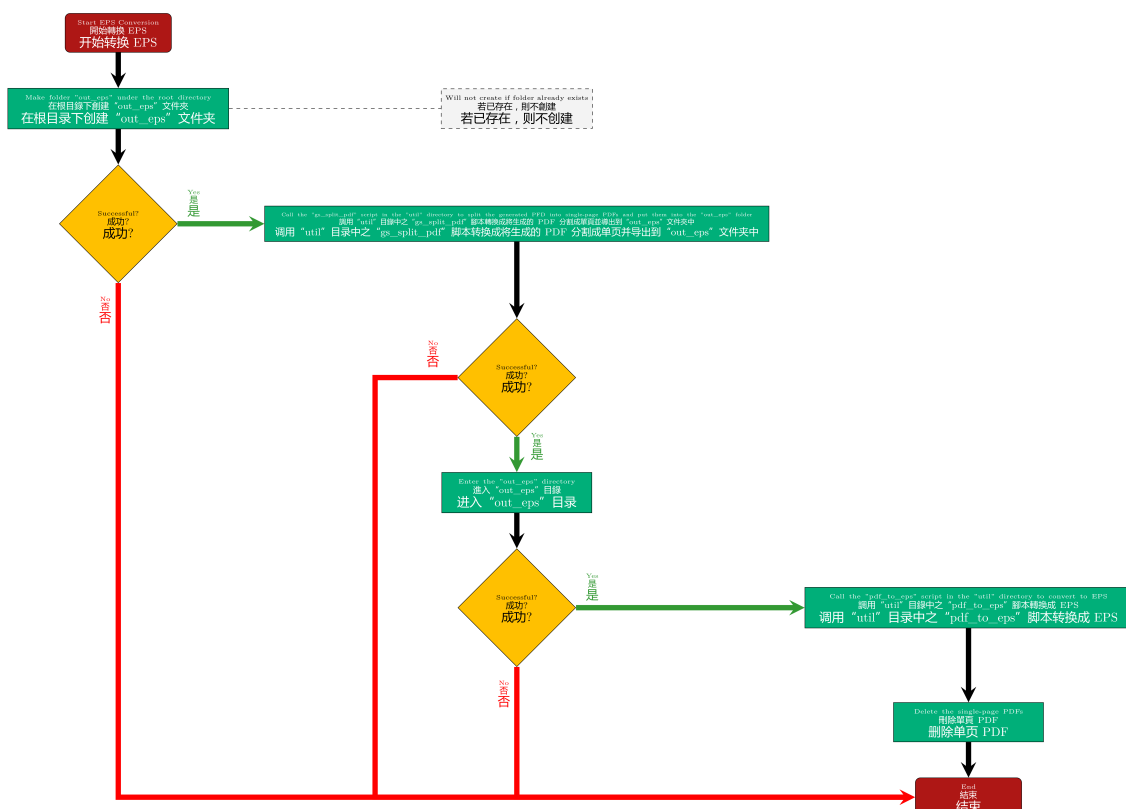 Start EPS Conversion
開始轉換 EPS
开始转换 EPS
Make folder "out_eps" under the root directory
在根目錄下創建 "out_eps" 文件夾
在根目录下创建 "out_eps" 文件夹
Will not create if folder already exists
若已存在，則不創建
若已存在，则不创建
Successful?
成功?
成功?
Yes
是
是
Call the "gs_split_pdf" script in the "util" directory to split the generated PPD into single-page PDFs and put them into the "out_eps" folder
調用 "util" 目錄中之 "gs_split_pdf" 腳本轉換成將生成的 PDF 分割成單頁並導出到 "out_eps" 文件夾中
调用 "util" 目录中之 "gs_split_pdf" 脚本转换成将生成的 PDF 分割成单页并导出到 "out_eps" 文件夹中
No
否
否
No
否
否
Successful?
成功?
成功?
Yes
是
是
Enter the "out_eps" directory
進入 "out_eps" 目錄
进入 "out_eps" 目录
Successful?
成功?
成功?
Yes
是
是
Call the "pdf_to_eps" script in the "util" directory to convert to EPS
調用 "util" 目錄中之 "pdf_to_eps" 腳本轉換成 EPS
调用 "util" 目录中之 "pdf_to_eps" 脚本转换成 EPS
No
否
否
Delete the single-page PDFs
刪除單頁 PDF
删除单页 PDF
End
結束
结束